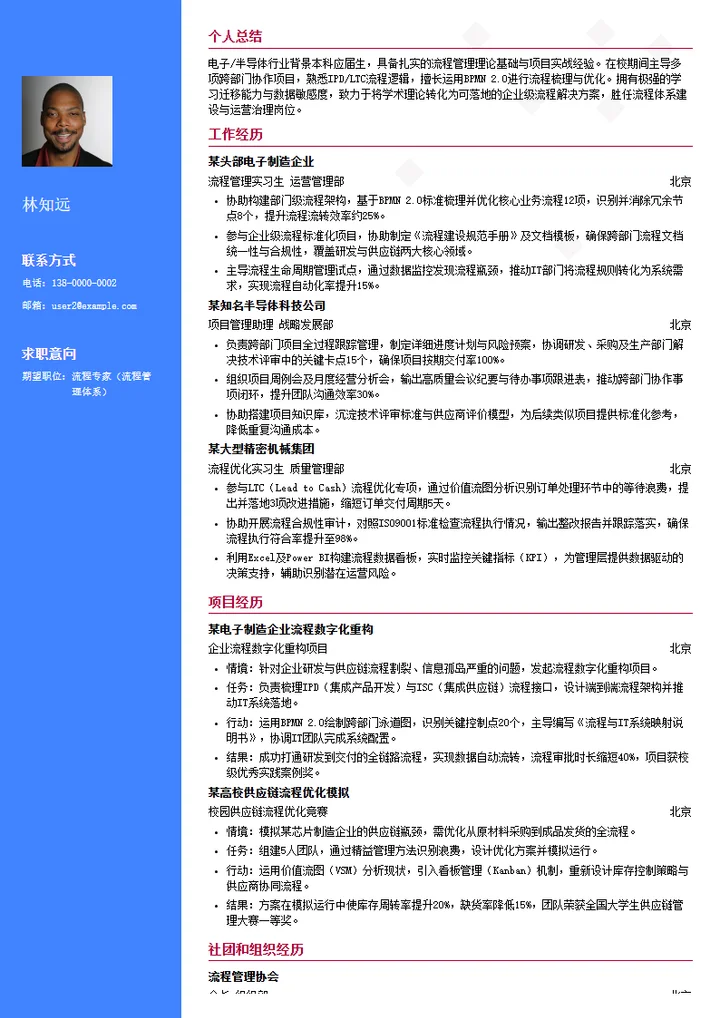 林知远
联系方式
电话：138-0000-0002
邮箱：user2@example.com
求职意向
期望职位：流程专家（流程管
理体系）
个人总结
电子/半导体行业背景本科应届生，具备扎实的流程管理理论基础与项目实战经验。在校期间主导多
项跨部门协作项目，熟悉IPD/LTC流程逻辑，擅长运用BPMN 2.0进行流程梳理与优化。拥有极强的学
习迁移能力与数据敏感度，致力于将学术理论转化为可落地的企业级流程解决方案，胜任流程体系建
设与运营治理岗位。
工作经历
某头部电子制造企业
流程管理实习生 运营管理部 北京
• 协助构建部门级流程架构，基于BPMN 2.0标准梳理并优化核心业务流程12项，识别并消除冗余节
点8个，提升流程流转效率约25%。
• 参与企业级流程标准化项目，协助制定《流程建设规范手册》及文档模板，确保跨部门流程文档
统一性与合规性，覆盖研发与供应链两大核心领域。
• 主导流程生命周期管理试点，通过数据监控发现流程瓶颈，推动IT部门将流程规则转化为系统需
求，实现流程自动化率提升15%。
某知名半导体科技公司
项目管理助理 战略发展部 北京
• 负责跨部门项目全过程跟踪管理，制定详细进度计划与风险预案，协调研发、采购及生产部门解
决技术评审中的关键卡点15个，确保项目按期交付率100%。
• 组织项目周例会及月度经营分析会，输出高质量会议纪要与待办事项跟进表，推动跨部门协作事
项闭环，提升团队沟通效率30%。
• 协助搭建项目知识库，沉淀技术评审标准与供应商评价模型，为后续类似项目提供标准化参考，
降低重复沟通成本。
某大型精密机械集团
流程优化实习生 质量管理部 北京
• 参与LTC（Lead to Cash）流程优化专项，通过价值流图分析识别订单处理环节中的等待浪费，提
出并落地3项改进措施，缩短订单交付周期5天。
• 协助开展流程合规性审计，对照ISO9001标准检查流程执行情况，输出整改报告并跟踪落实，确保
流程执行符合率提升至98%。
• 利用Excel及Power BI构建流程数据看板，实时监控关键指标（KPI），为管理层提供数据驱动的
决策支持，辅助识别潜在运营风险。
项目经历
某电子制造企业流程数字化重构
企业流程数字化重构项目 北京
• 情境：针对企业研发与供应链流程割裂、信息孤岛严重的问题，发起流程数字化重构项目。
• 任务：负责梳理IPD（集成产品开发）与ISC（集成供应链）流程接口，设计端到端流程架构并推
动IT系统落地。
• 行动：运用BPMN 2.0绘制跨部门泳道图，识别关键控制点20个，主导编写《流程与IT系统映射说
明书》，协调IT团队完成系统配置。
• 结果：成功打通研发到交付的全链路流程，实现数据自动流转，流程审批时长缩短40%，项目获校
级优秀实践案例奖。
某高校供应链流程优化模拟
校园供应链流程优化竞赛 北京
• 情境：模拟某芯片制造企业的供应链瓶颈，需优化从原材料采购到成品发货的全流程。
• 任务：组建5人团队，通过精益管理方法识别浪费，设计优化方案并模拟运行。
• 行动：运用价值流图（VSM）分析现状，引入看板管理（Kanban）机制，重新设计库存控制策略与
供应商协同流程。
• 结果：方案在模拟运行中使库存周转率提升20%，缺货率降低15%，团队荣获全国大学生供应链管
理大赛一等奖。
社团和组织经历
流程管理协会